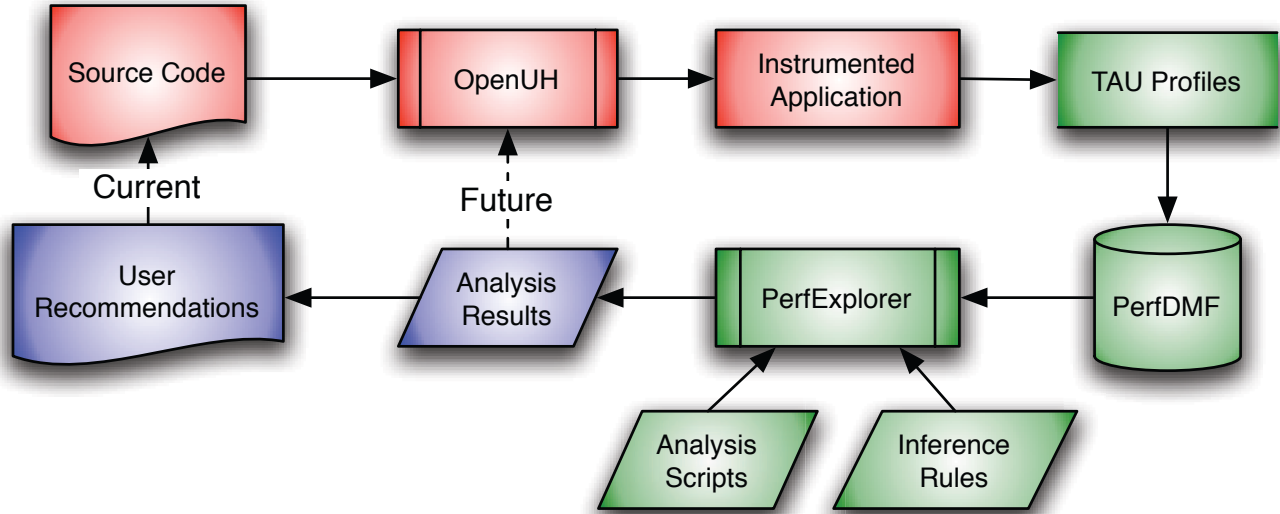 Source Code
OpenUH
Instrumented
Application
TAU Profiles
Current
Future
User
Recommendations
Analysis
Results
PerfExplorer
PerfDMF
Analysis
Scripts
Inference
Rules